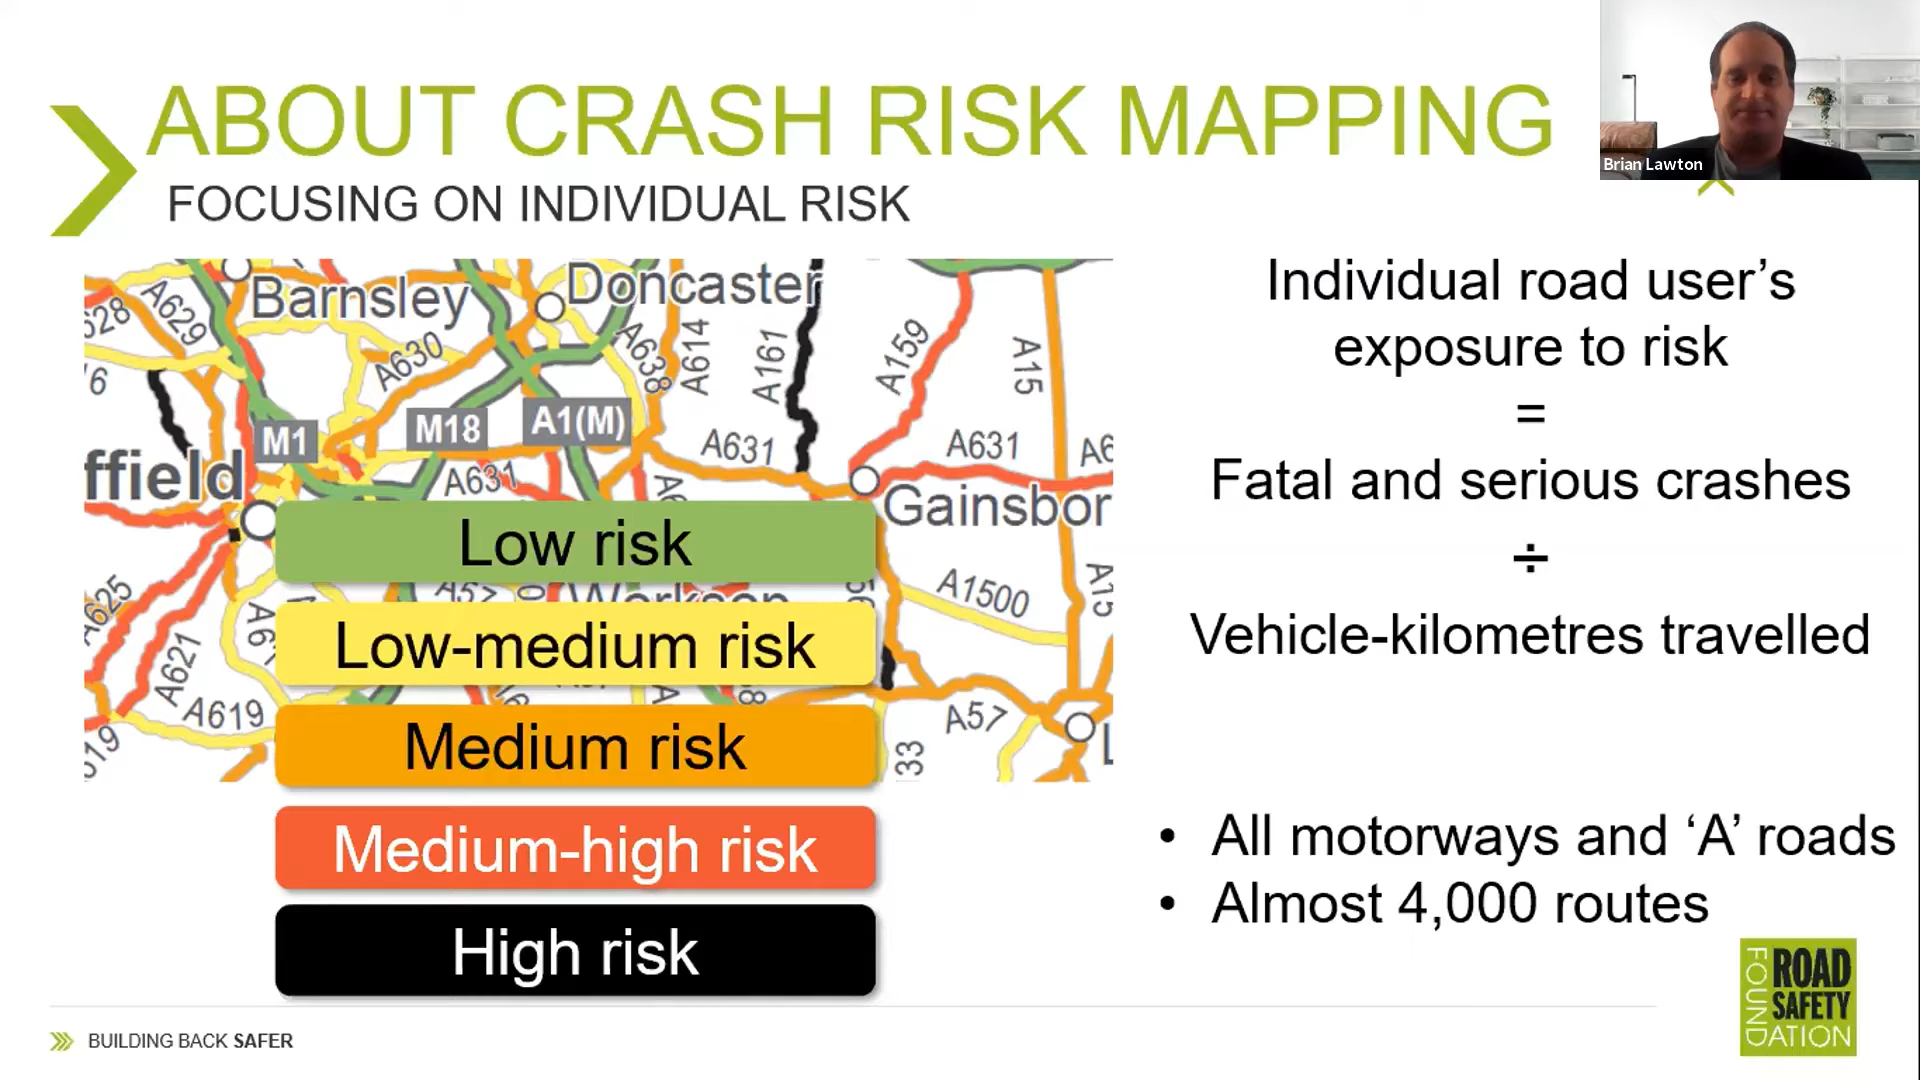 ABOUT CRASH RISK MAPPING
Brian Lawton
FOCUSING ON INDIVIDUAL RISK
Barnsley
Doncaster
A629
A630
A638
A614
A161
A159
A15
M1
M18
A1(M)
A631
A631
A631
ffield
Gainsbor
A57
A1500
A15
A625
A621
A619
A57
33
Low risk
Low-medium risk
Medium risk
Medium-high risk
High risk
Individual road user’s
exposure to risk
=
Fatal and serious crashes
÷
Vehicle-kilometres travelled
• All motorways and ‘A’ roads
• Almost 4,000 routes
BUILDING BACK SAFER
ROAD
SAFETY
FOUNDATION